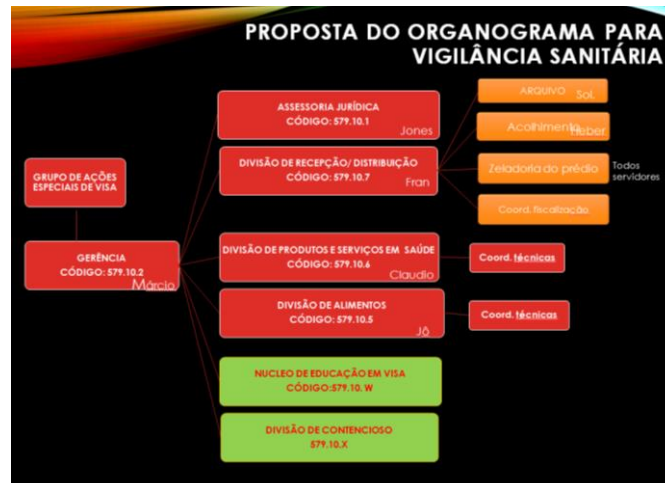 PROPOSTA DO ORGANOGRAMA PARA
VIGILÂNCIA SANITÁRIA
GRUPO DE AÇÕES
ESPECIAIS DE VISA
GERÊNCIA
CÓDIGO: 579.10.2
Márcio
ASSESSORIA JURÍDICA
CÓDIGO: 579.10.1
Jones
DIVISÃO DE RECEPÇÃO/ DISTRIBUIÇÃO
CÓDIGO: 579.10.7
Fran
DIVISÃO DE PRODUTOS E SERVIÇOS EM SAÚDE
CÓDIGO: 579.10.6
Claudio
DIVISÃO DE ALIMENTOS
CÓDIGO: 579.10.5
Jô
NUCLEO DE EDUCAÇÃO EM VISA
CÓDIGO:579.10. W
DIVISÃO DE CONTENCIOSO
579.10.X
ARQUIVO
Sol.
Acolhimento
Heber
Zeladoria do prédio
Todos
servidores
Coord. fiscalização.
Coord. técnicas
Coord. técnicas